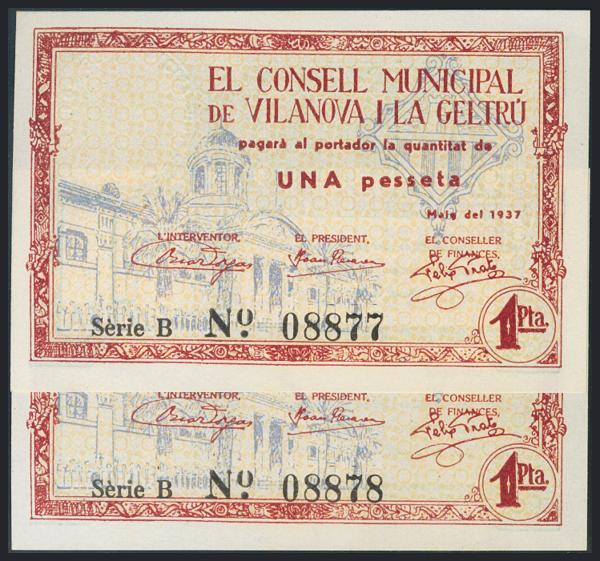 EL CONSELL MUNICIPAL
DE VILANOVA I LA GELTRÚ
pagarà al portador la quantitat de
UNA pesseta
Maig del 1937
L'INTERVENTOR, EL PRESIDENT, EL CONSELLER
DE FINANCES,
Sèrie B Nº 08877 1 Pta.
L'INTERVENTOR, EL PRESIDENT, EL CONSELLER
DE FINANCES,
Sèrie B Nº 08878 1 Pta.